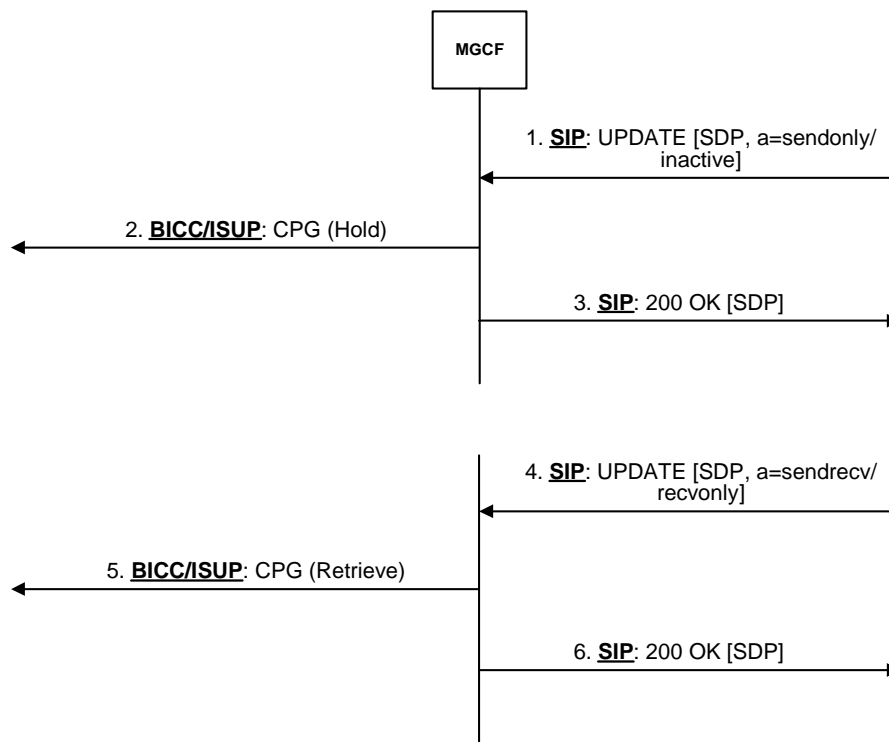 MGCF
1. SIP: UPDATE [SDP, a=sendonly/
inactive]
2. BICC/ISUP: CPG (Hold)
3. SIP: 200 OK [SDP]
4. SIP: UPDATE [SDP, a=sendrecv/
recvonly]
5. BICC/ISUP: CPG (Retrieve)
6. SIP: 200 OK [SDP]